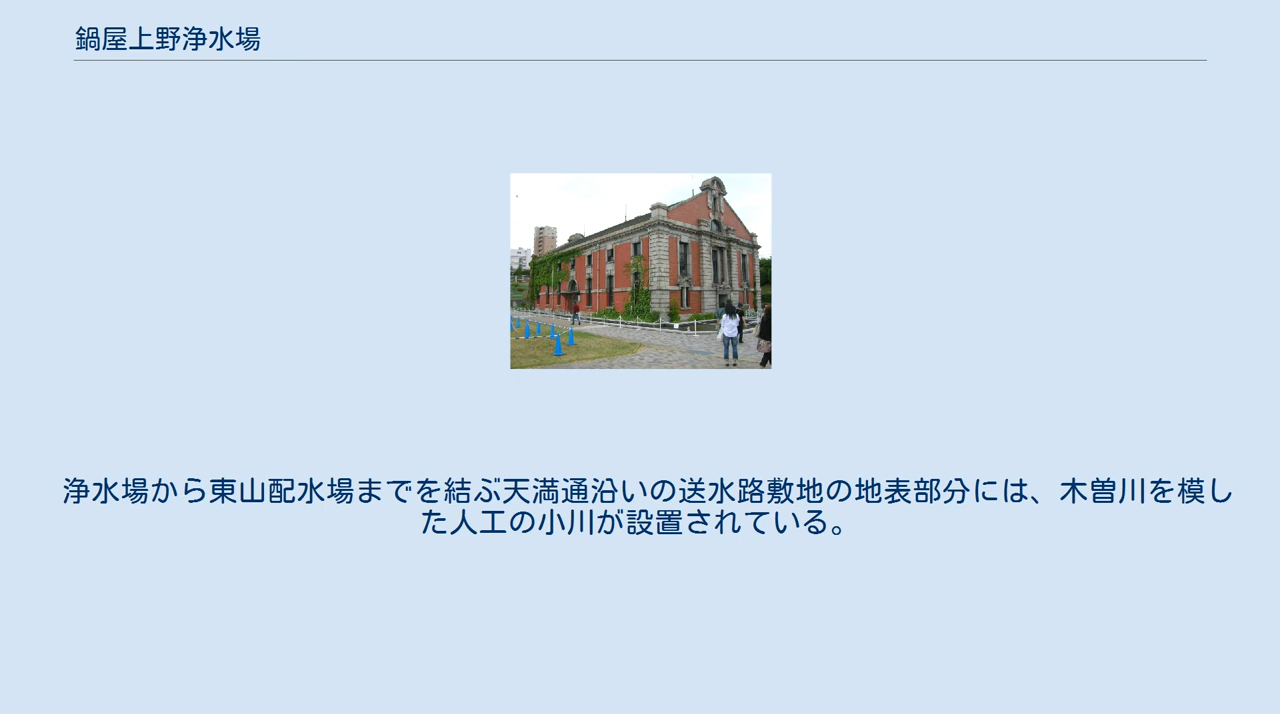 鍋屋上野浄水場
浄水場から東山配水場までを結ぶ天満通沿いの送水路敷地の地表部分には、木曽川を模し
た人工の小川が設置されている。